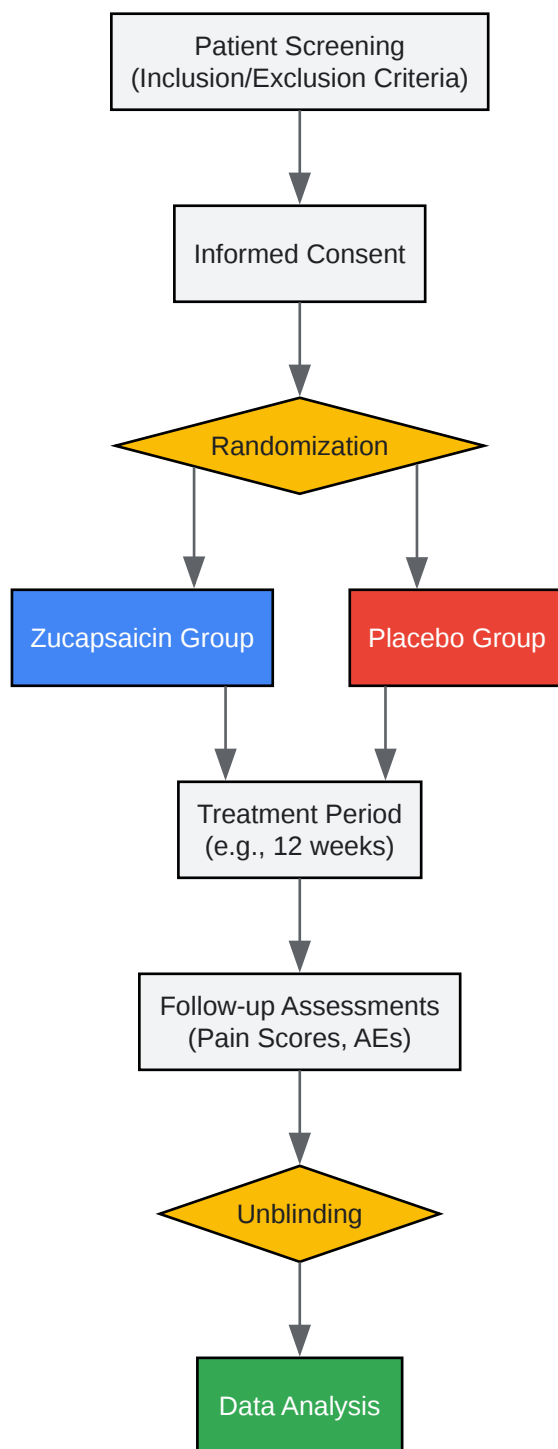 Patient Screening
(Inclusion/Exclusion Criteria)
Informed Consent
Randomization
Zucapsaicin Group
Placebo Group
Treatment Period
(e.g., 12 weeks)
Follow-up Assessments
(Pain Scores, AEs)
Unblinding
Data Analysis